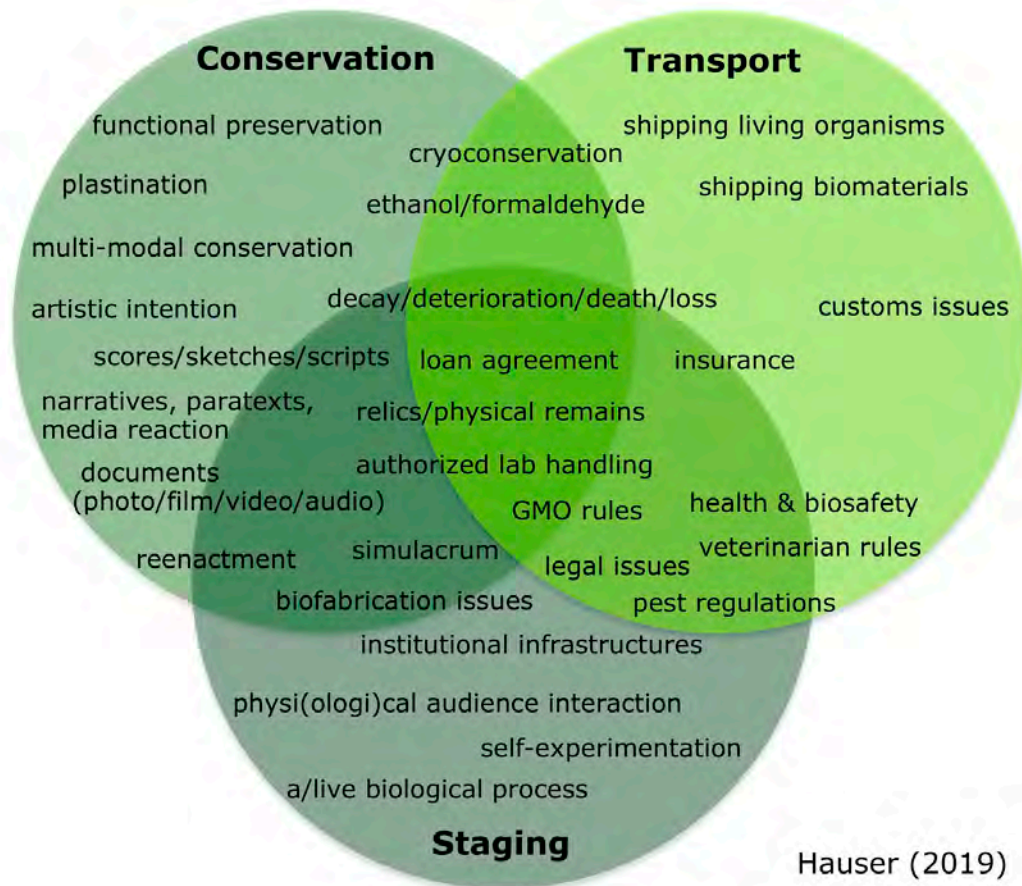 Conservation
Transport
functional preservation
shipping living organisms
cryoconservation
plastination
shipping biomaterials
ethanol/formaldehyde
multi-modal conservation
decay/deterioration/death/loss
artistic intention
customs issues
scores/sketches/scripts
loan agreement
insurance
narratives, paratexts,
media reaction
relics/physical remains
documents
(photo/film/video/audio)
authorized lab handling
GMO rules
health & biosafety
reenactment
simulacrum
legal issues
veterinarian rules
biofabrication issues
pest regulations
institutional infrastructures
physi(ologi)cal audience interaction
self-experimentation
a/live biological process
Staging
Hauser (2019)